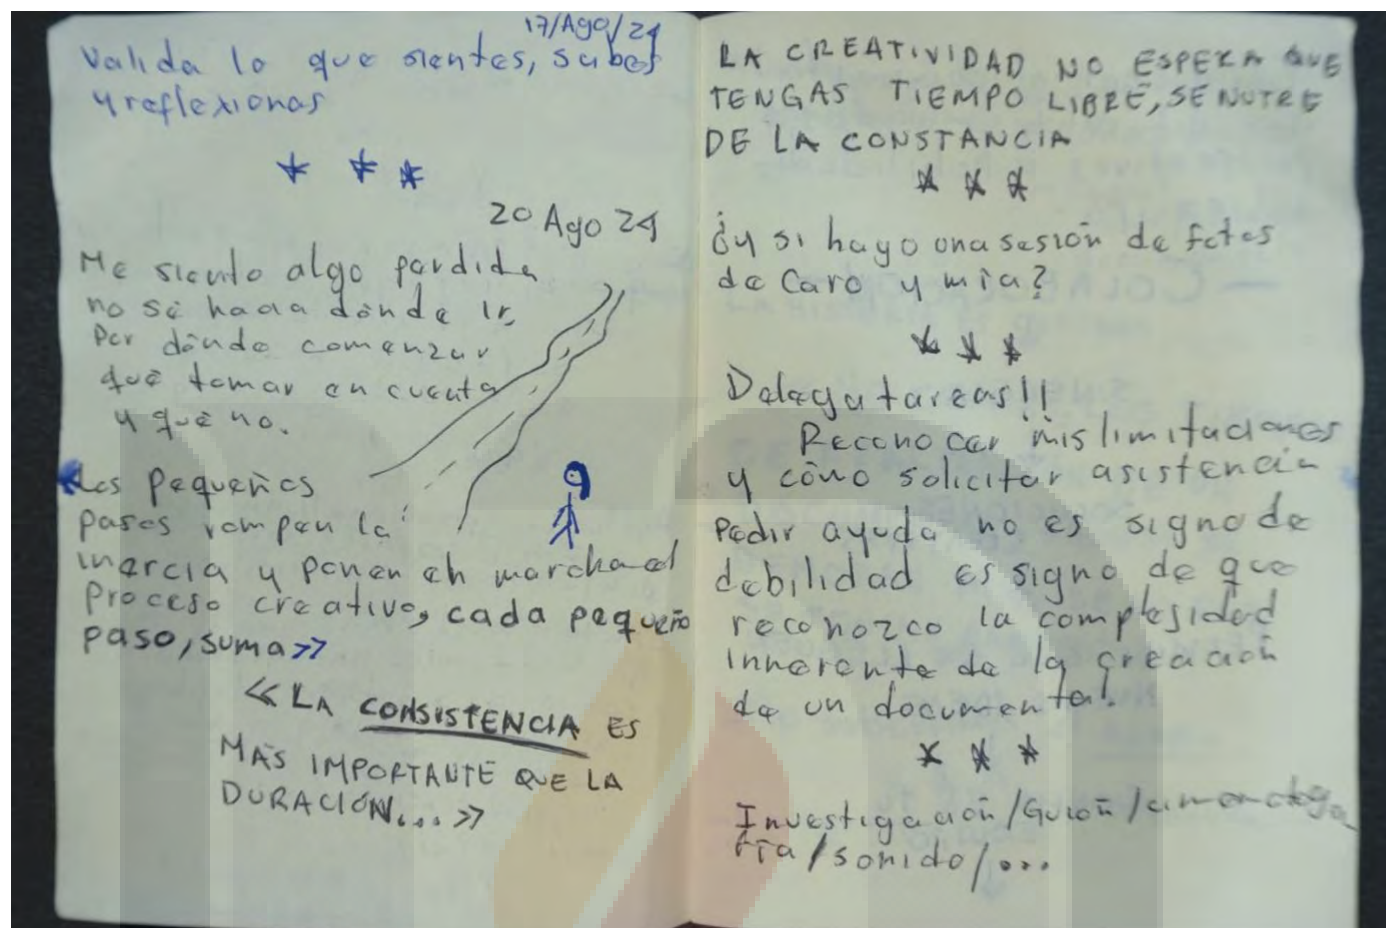 17/Ago/24
Valida lo que sientes, sabes
y reflexionas
20 Ago 24
Me siento algo perdida
no sé hacia dónde ir,
Por dónde comenzar
qué tomar en cuenta
y qué no.
Los pequeños
pasos rompen la
inercia y ponen en marcha el
Proceso creativo, cada pequeño
paso, suma>>
<<LA CONSISTENCIA ES
MÁS IMPORTANTE QUE LA
DURACIÓN...>>
LA CREATIVIDAD NO ESPERA QUE
TENGAS TIEMPO LIBRE, SE NUTRE
DE LA CONSTANCIA
¿y si hago una sesión de fotos
de Caro y mía?
Delega tareas!!
Reconocer mis limitaciones
y cómo solicitar asistencia
Pedir ayuda no es signo de
debilidad es signo de que
reconozco la complejidad
inherente de la creación
de un documental.
Investigación/Guión/cinematogra
fía/sonido/...